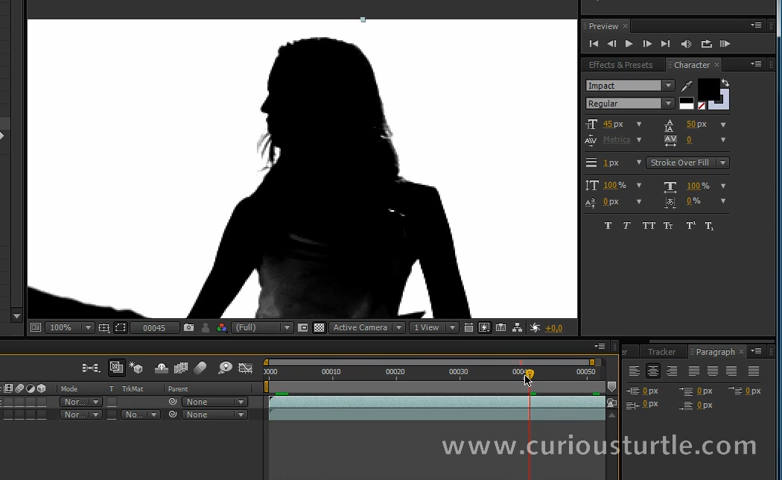 Preview
Effects & Presets
Character
Impact
Regular
45 px
50 px
Metrics
0
1 px
Stroke Over Fill
100 %
100 %
0 px
0 %
T T TT Tт T¹ T₁
100%
00045
(Full)
Active Camera
1 View
+0,0
Tracker
Paragraph
0000
00010
00020
00030
00050
Mode
T
TrkMat
Parent
Nor...
None
Nor...
No...
None
0 px
0 px
0 px
0 px
0 px
www.curiousturtle.com